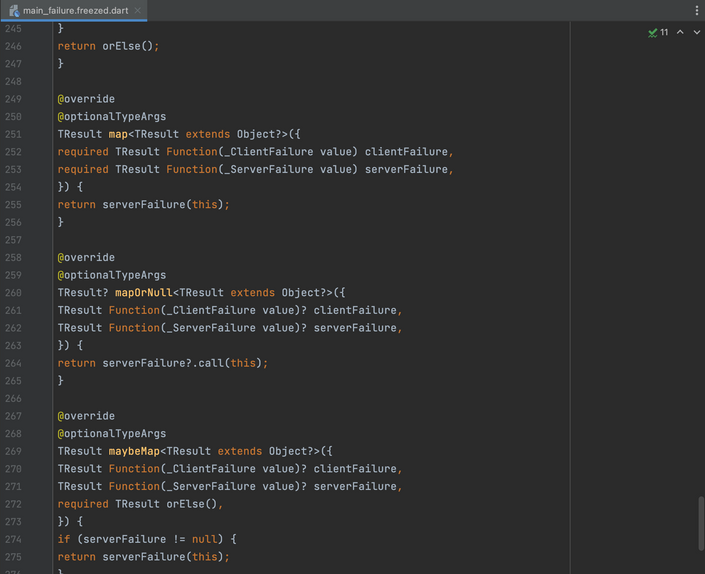 main_failure.freezed.dart
11
245 }
246 return orElse();
247 }
248
249 @override
250 @optionalTypeArgs
251 TResult map<TResult extends Object?>({
252 required TResult Function(_ClientFailure value) clientFailure,
253 required TResult Function(_ServerFailure value) serverFailure,
254 }) {
255 return serverFailure(this);
256 }
257
258 @override
259 @optionalTypeArgs
260 TResult? mapOrNull<TResult extends Object?>({
261 TResult Function(_ClientFailure value)? clientFailure,
262 TResult Function(_ServerFailure value)? serverFailure,
263 }) {
264 return serverFailure?.call(this);
265 }
266
267 @override
268 @optionalTypeArgs
269 TResult maybeMap<TResult extends Object?>({
270 TResult Function(_ClientFailure value)? clientFailure,
271 TResult Function(_ServerFailure value)? serverFailure,
272 required TResult orElse(),
273 }) {
274 if (serverFailure != null) {
275 return serverFailure(this);